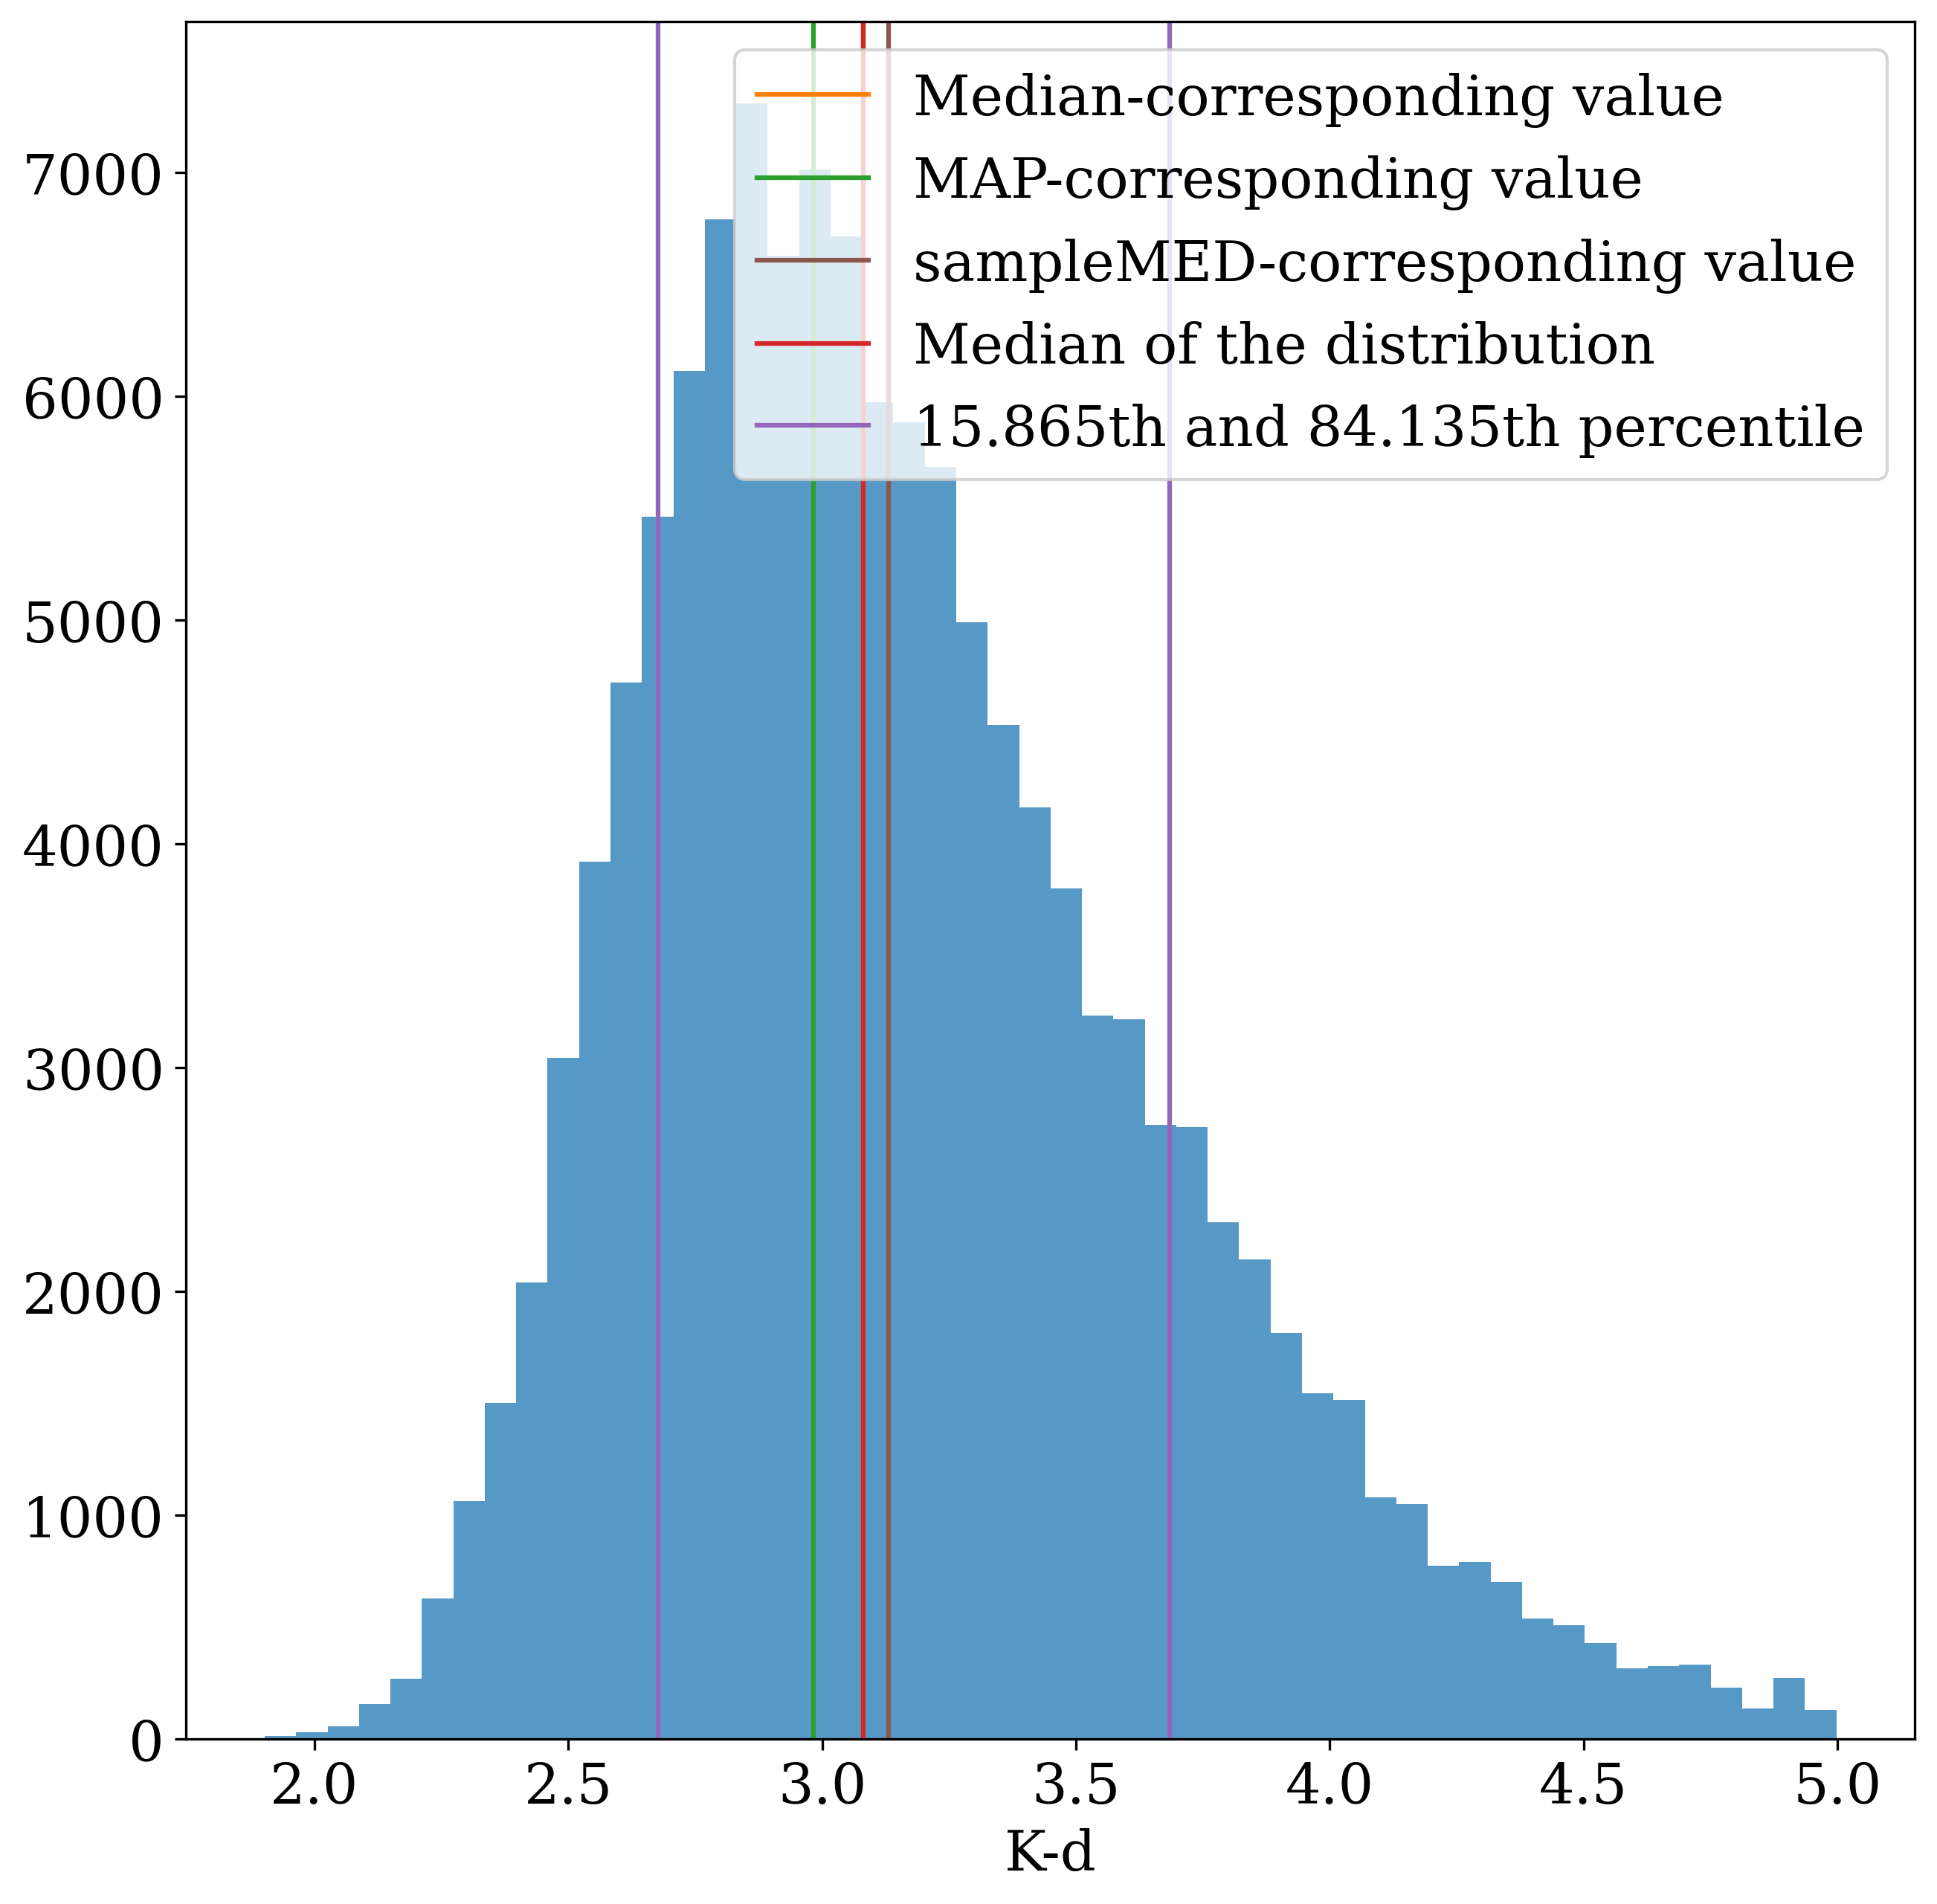 Median-corresponding value
MAP-corresponding value
sampleMED-corresponding value
Median of the distribution
15.865th and 84.135th percentile
7000
6000
5000
4000
3000
2000
1000
0
2.0 2.5 3.0 3.5 4.0 4.5 5.0
K-d